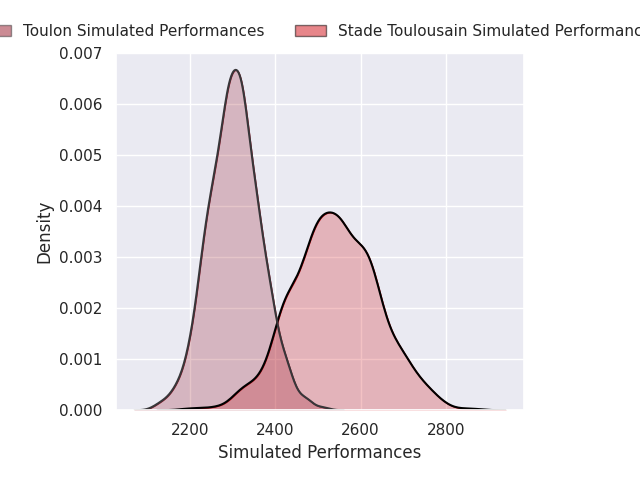 Toulon Simulated Performances
Stade Toulousain Simulated
0.007
0.006
0.005
0.004
0.003
0.002
0.001
0.000
Density
2200 2400 2600 2800
Simulated Performances